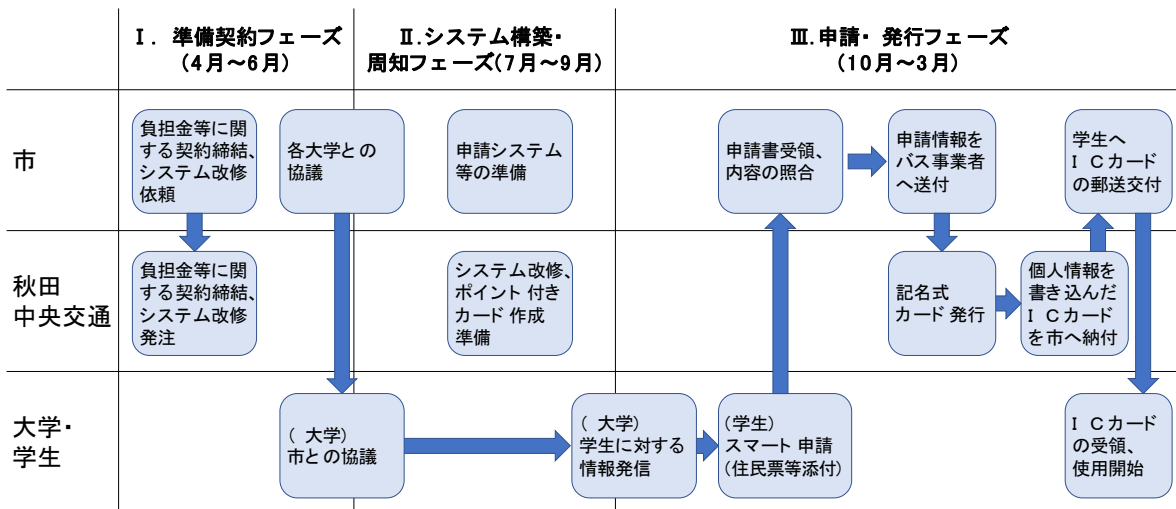 Ⅰ．準備契約フェーズ
(4月～6月)
Ⅱ.システム構築・
周知フェーズ(7月～9月)
Ⅲ.申請・発行フェーズ
(10月～3月)
市
負担金等に関
する契約締結、
システム改修
依頼
各大学との
協議
申請システム
等の準備
申請書受領、
内容の照合
申請情報を
バス事業者
へ送付
学生へ
ＩＣカード
の郵送交付
秋田
中央交通
負担金等に関
する契約締結、
システム改修
発注
システム改修、
ポイント付き
カード作成
準備
記名式
カード発行
個人情報を
書き込んだ
ＩＣカード
を市へ納付
大学・
学生
(大学)
市との協議
(大学)
学生に対する
情報発信
(学生)
スマート申請
(住民票等添付)
ＩＣカード
の受領、
使用開始